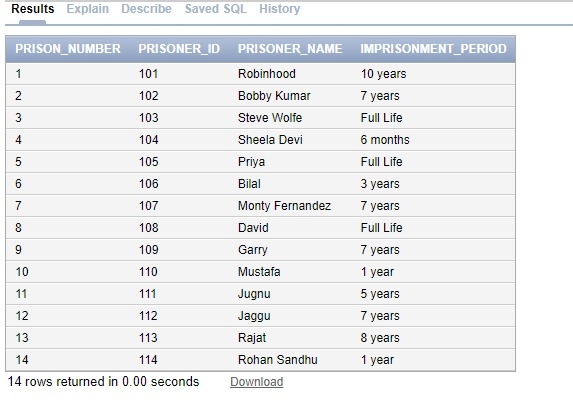 Results Explain Describe Saved SQL History
PRISON_NUMBER PRISONER_ID PRISONER_NAME IMPRISONMENT_PERIOD
1 101 Robinhood 10 years
2 102 Bobby Kumar 7 years
3 103 Steve Wolfe Full Life
4 104 Sheela Devi 6 months
5 105 Priya Full Life
6 106 Bilal 3 years
7 107 Monty Fernandez 7 years
8 108 David Full Life
9 109 Garry 7 years
10 110 Mustafa 1 year
11 111 Jugnu 5 years
12 112 Jaggu 7 years
13 113 Rajat 8 years
14 114 Rohan Sandhu 1 year
14 rows returned in 0.00 seconds Download